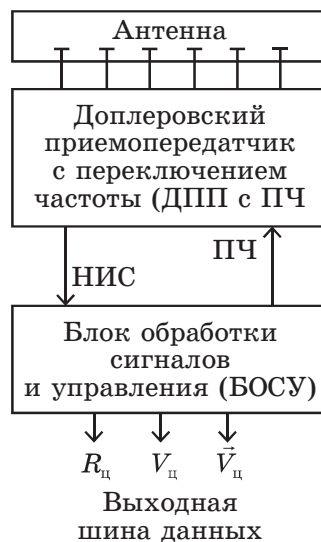 Антенна
Доплеровский
приемопередатчик
с переключением
частоты (ДПП с ПЧ
НИС
ПЧ
Блок обработки
сигналов
и управления (БОСУ)
Rц Vц V⃗ц
Выходная
шина данных